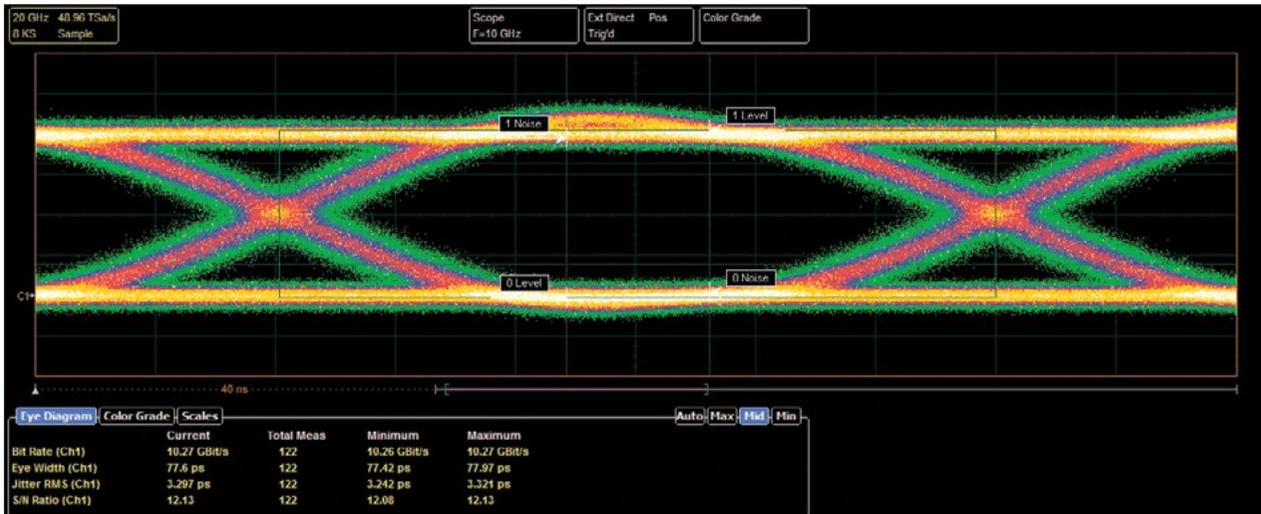 20 GHz 48.96 TSa/s
8 KS Sample
Scope
F=10 GHz
Ext Direct Pos
Trig'd
Color Grade
1 Noise
1 Level
0 Level
0 Noise
C1
40 ns
Eye Diagram Color Grade Scales Auto Max Mid Min
Current Total Meas Minimum Maximum
Bit Rate (Ch1) 10.27 GBit/s 122 10.26 GBit/s 10.27 GBit/s
Eye Width (Ch1) 77.6 ps 122 77.42 ps 77.97 ps
Jitter RMS (Ch1) 3.297 ps 122 3.242 ps 3.321 ps
S/N Ratio (Ch1) 12.13 122 12.08 12.13